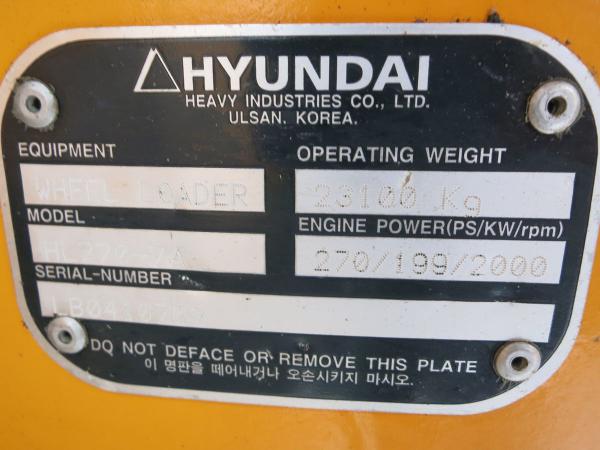 HYUNDAI
HEAVY INDUSTRIES CO., LTD.
ULSAN. KOREA.
EQUIPMENT
WHEEL LOADER
OPERATING WEIGHT
23100 Kg
MODEL
ENGINE POWER(PS/KW/rpm)
270/199/2000
SERIAL-NUMBER
DO NOT DEFACE OR REMOVE THIS PLATE
이 명판을 떼어내거나 오손시키지 마시오.